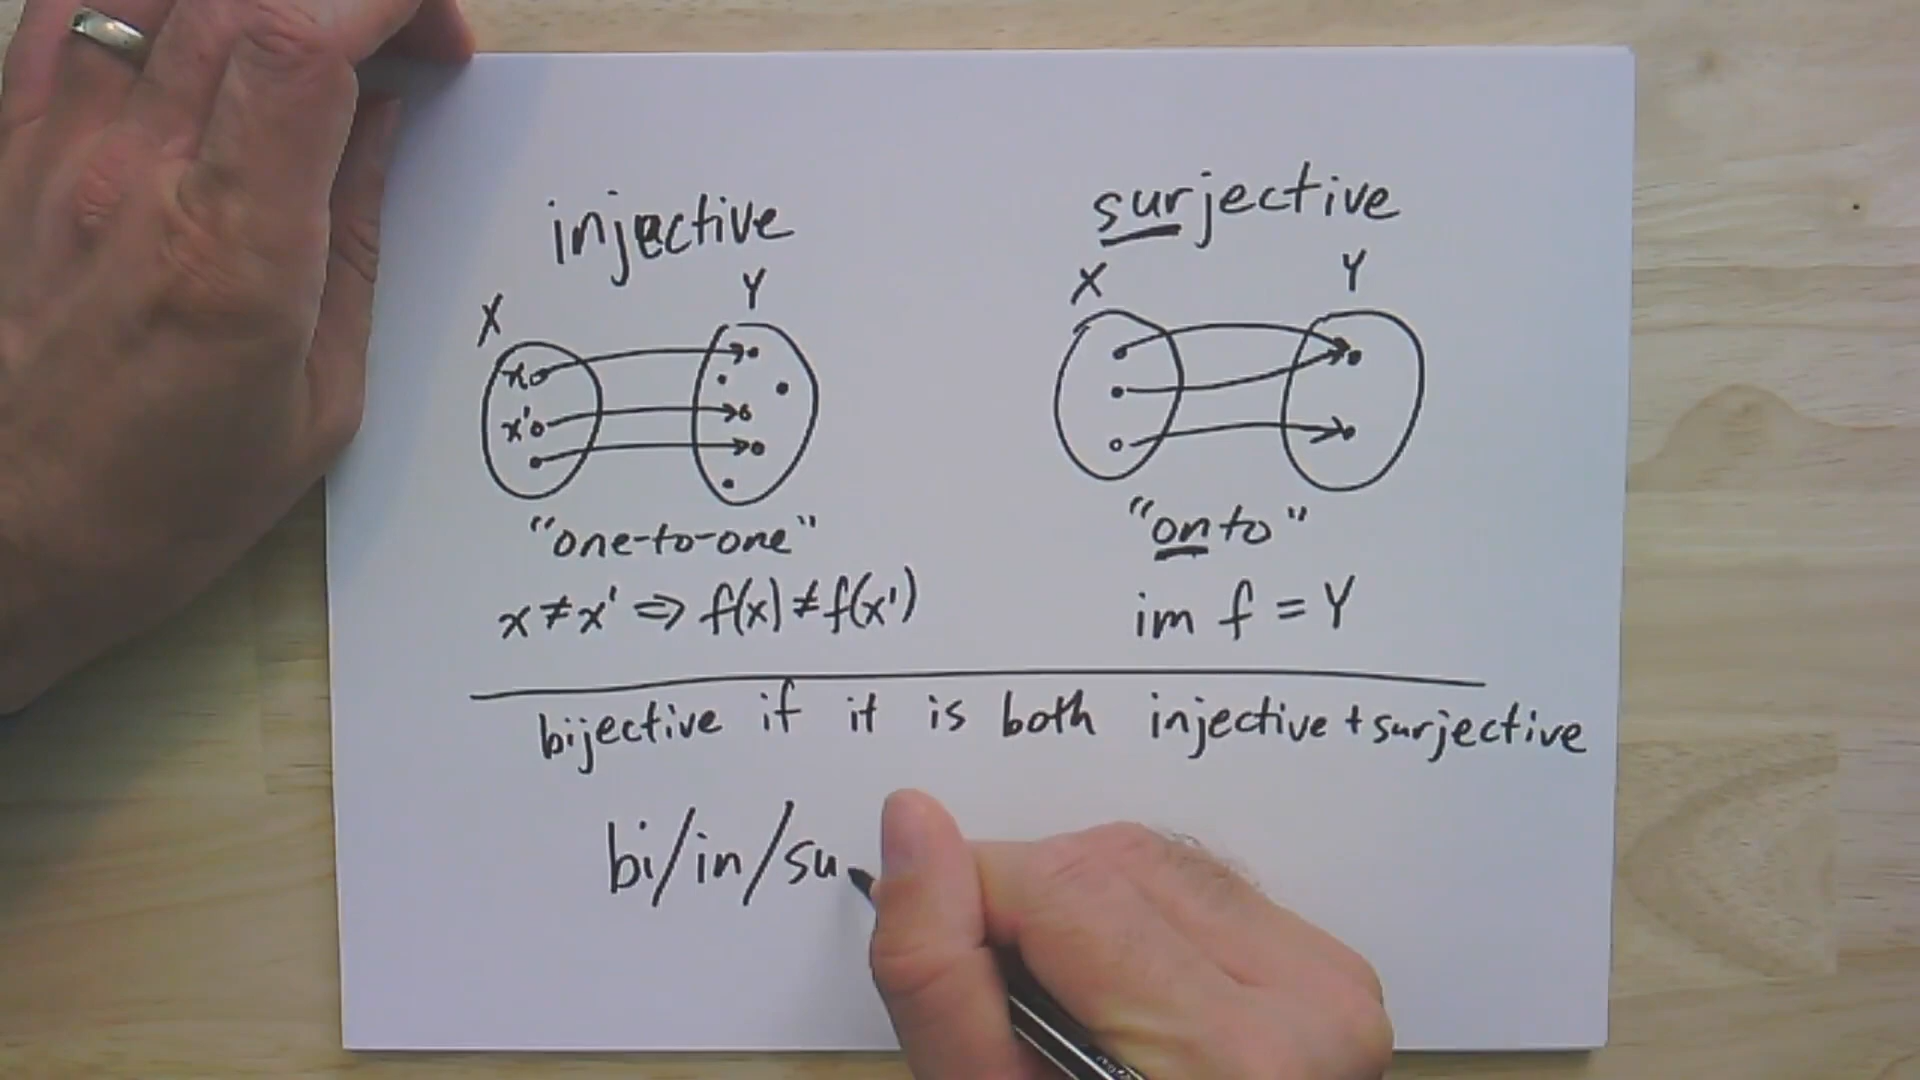 injective
surjective
X
Y
X
Y
x
x'
"one-to-one"
"onto"
x ≠ x' ⇒ f(x) ≠ f(x')
im f = Y
bijective if it is both injective + surjective
bi/in/su